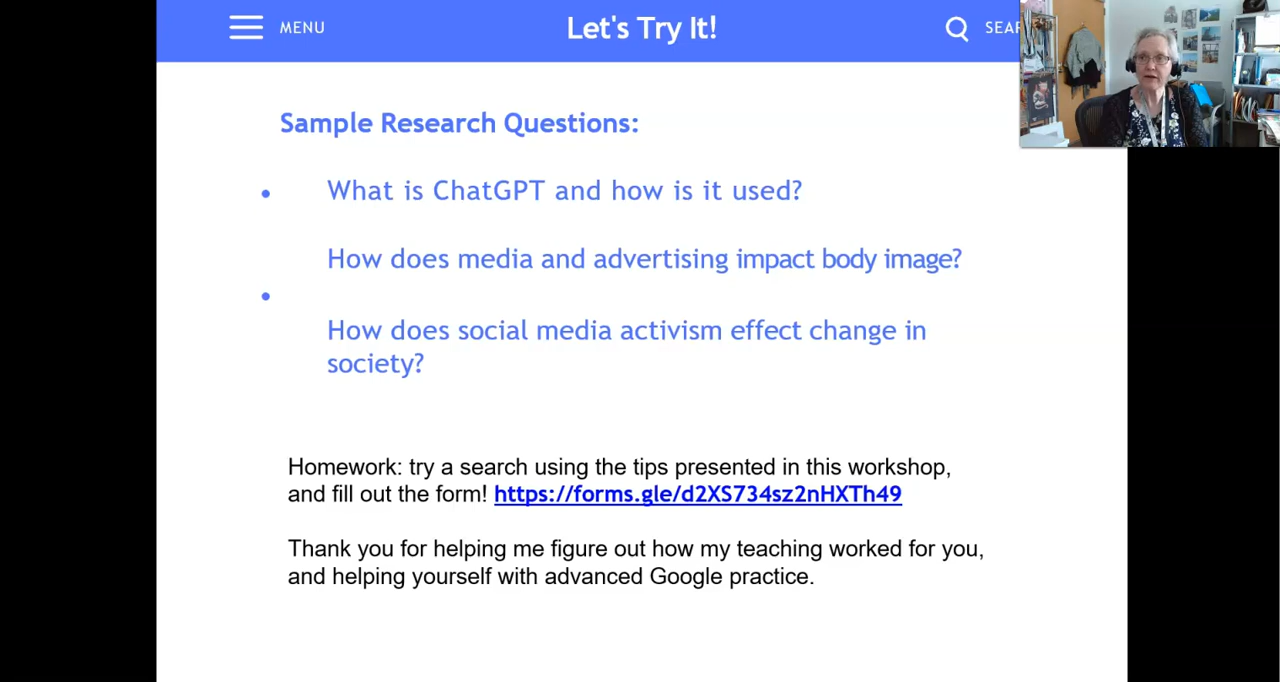 MENU
Let's Try It!
SEAR
Sample Research Questions:
What is ChatGPT and how is it used?
How does media and advertising impact body image?
How does social media activism effect change in
society?
Homework: try a search using the tips presented in this workshop,
and fill out the form! https://forms.gle/d2XS734sz2nHXTh49
Thank you for helping me figure out how my teaching worked for you,
and helping yourself with advanced Google practice.